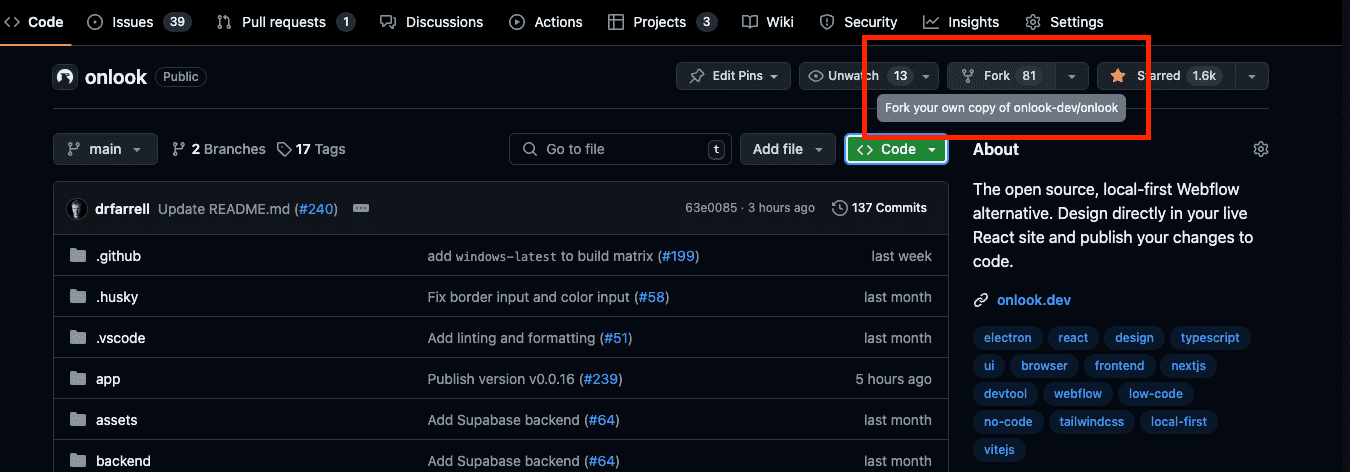 Code Issues 39 Pull requests 1 Discussions Actions Projects 3 Wiki Security Insights Settings
onlook Public Edit Pins Unwatch 13 Fork 81 Starred 1.6k
Fork your own copy of onlook-dev/onlook
main 2 Branches 17 Tags Go to file t Add file Code
drfarrell Update README.md (#240) 63e0085 · 3 hours ago 137 Commits
.github add windows-latest to build matrix (#199) last week
.husky Fix border input and color input (#58) last month
.vscode Add linting and formatting (#51) last month
app Publish version v0.0.16 (#239) 5 hours ago
assets Add Supabase backend (#64) last month
backend Add Supabase backend (#64) last month
About
The open source, local-first Webflow
alternative. Design directly in your live
React site and publish your changes to
code.
onlook.dev
electron react design typescript
ui browser frontend nextjs
devtool webflow low-code
no-code tailwindcss local-first
vitejs